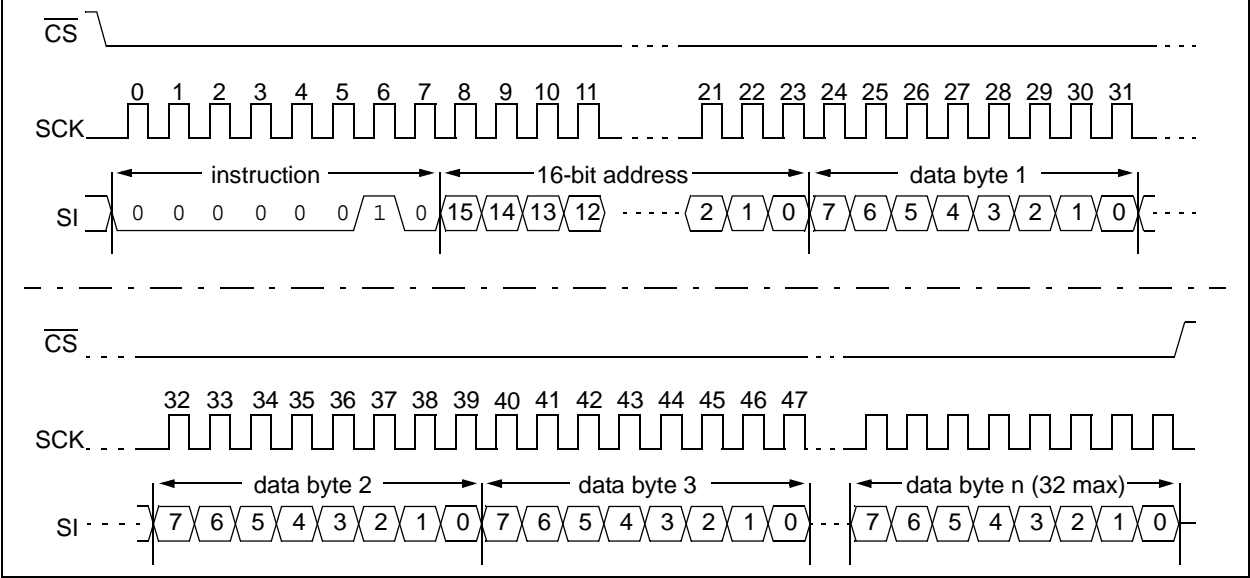 CS
0 1 2 3 4 5 6 7 8 9 10 11 21 22 23 24 25 26 27 28 29 30 31
SCK
instruction 16-bit address data byte 1
SI 0 0 0 0 0 0 1 0 15 14 13 12 2 1 0 7 6 5 4 3 2 1 0
CS
32 33 34 35 36 37 38 39 40 41 42 43 44 45 46 47
SCK
data byte 2 data byte 3 data byte n (32 max)
SI 7 6 5 4 3 2 1 0 7 6 5 4 3 2 1 0 7 6 5 4 3 2 1 0